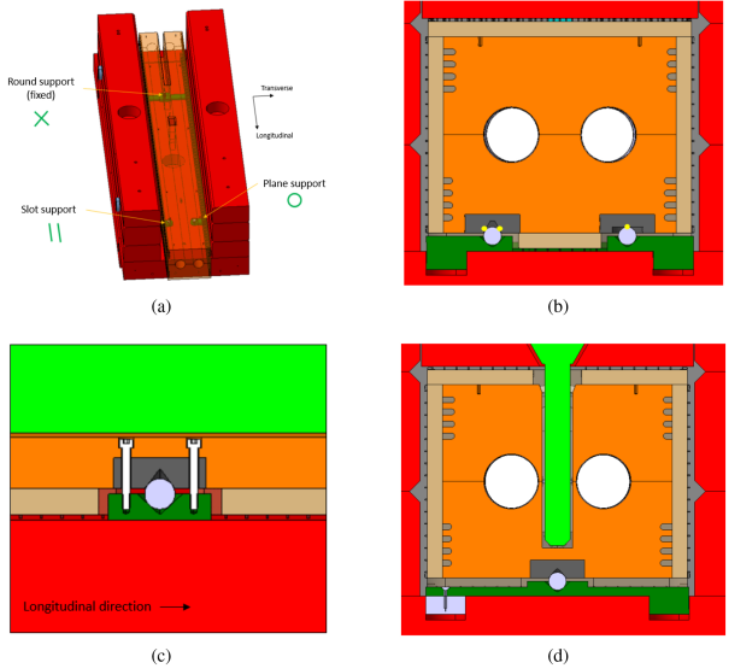 Round support
(fixed)
Transverse
Longitudinal
Plane support
Slot support
(a)
(b)
Longitudinal direction
(c)
(d)